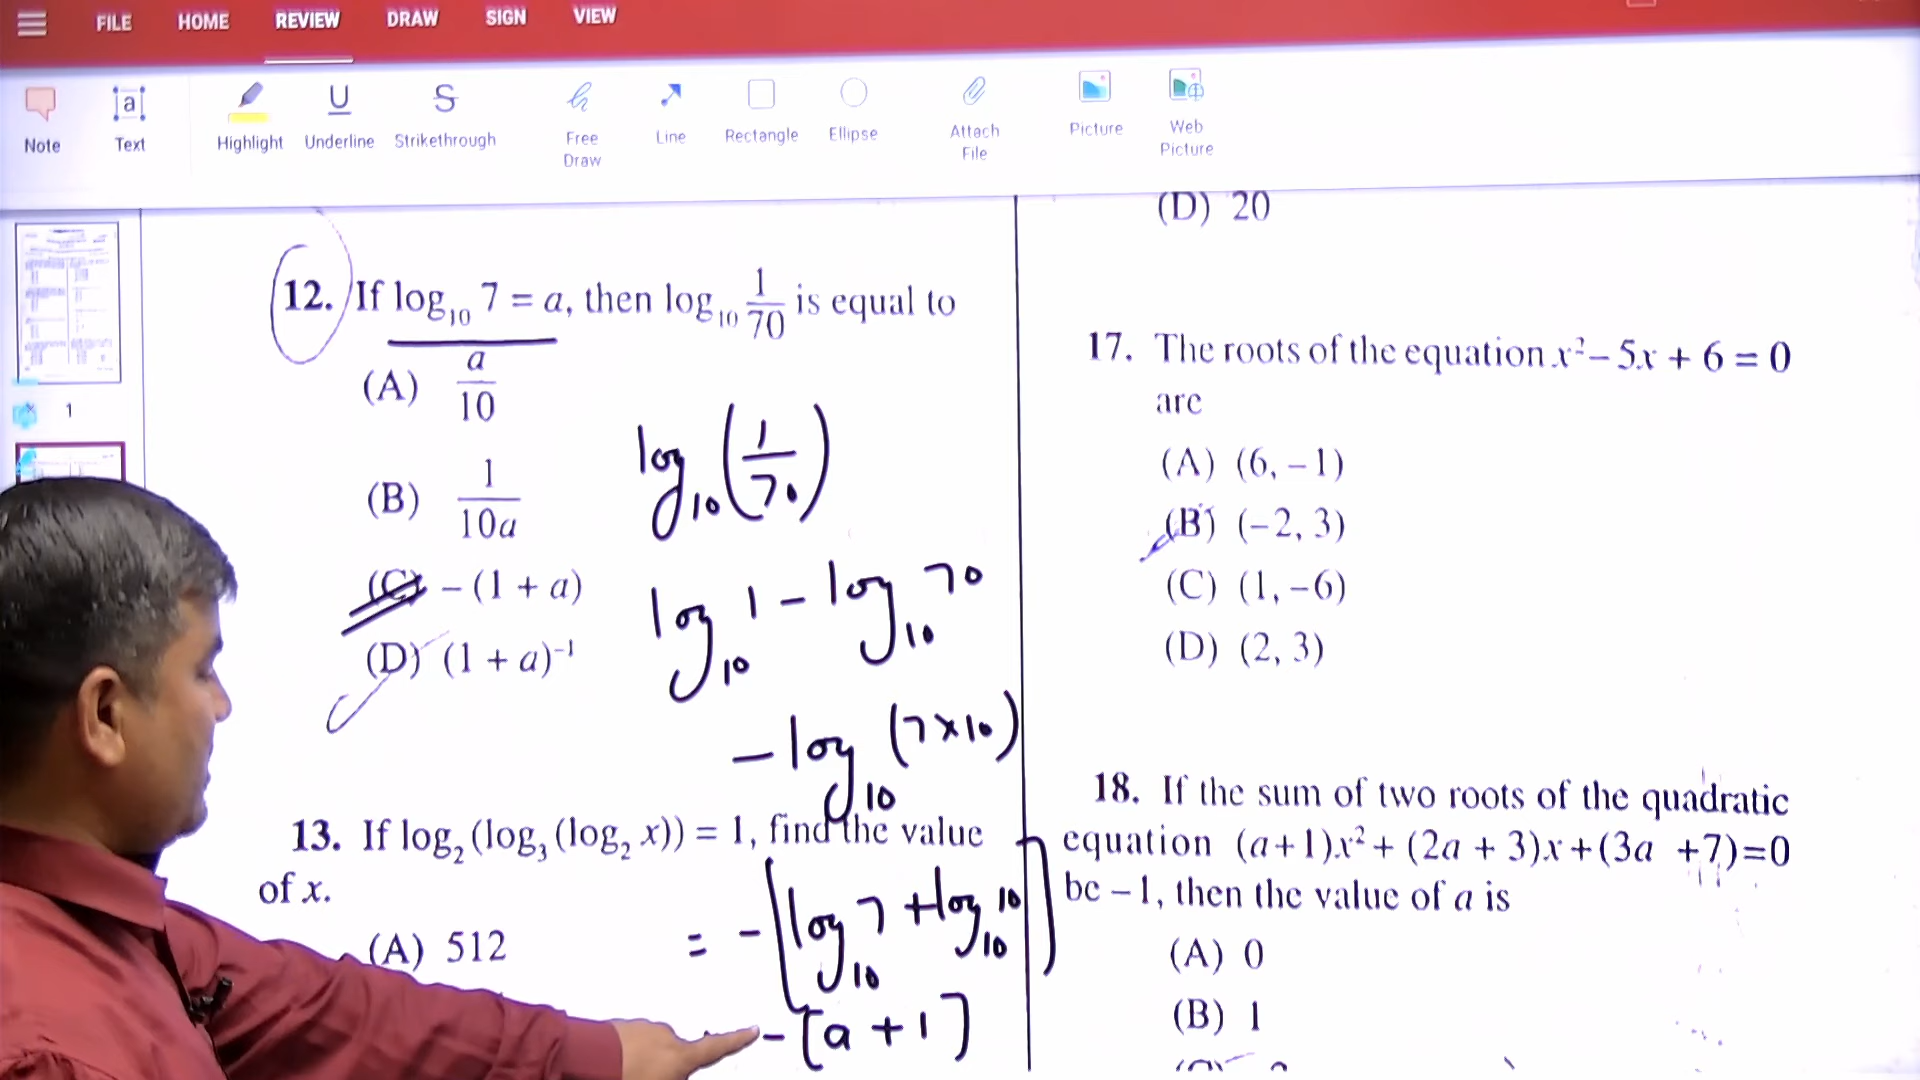 FILE HOME REVIEW DRAW SIGN VIEW
Note Text Highlight Underline Strikethrough Free Draw Line Rectangle Ellipse Attach File Picture Web Picture
1
12. If log₁₀ 7 = a, then log₁₀ 1/70 is equal to
(A) a/10
(B) 1/10a
(C) – (1 + a)
(D) (1 + a)⁻¹
log₁₀ (1/70)
log₁₀ 1 – log₁₀ 70
– log₁₀ (7×10)
= – [log₁₀ 7 + log₁₀ 10]
– [a + 1]
13. If log₂ (log₃ (log₂ x)) = 1, find the value
of x.
(A) 512
(D) 20
17. The roots of the equation x² – 5x + 6 = 0
are
(A) (6, – 1)
(B) (– 2, 3)
(C) (1, – 6)
(D) (2, 3)
18. If the sum of two roots of the quadratic
equation (a+1)x² + (2a + 3)x + (3a +7)=0
be – 1, then the value of a is
(A) 0
(B) 1